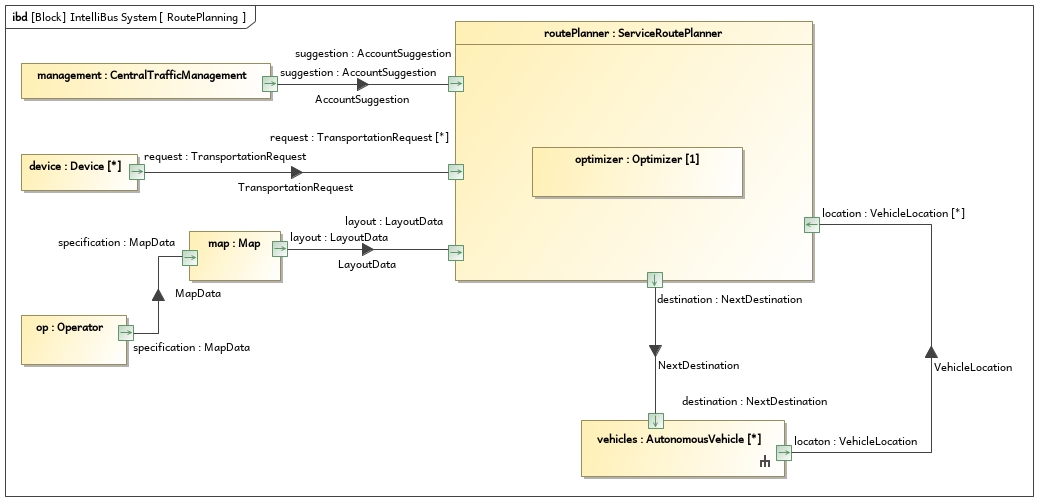 ibd [Block] IntelliBus System [ RoutePlanning ]
routePlanner : ServiceRoutePlanner
suggestion : AccountSuggestion
management : CentralTrafficManagement
suggestion : AccountSuggestion
AccountSuggestion
request : TransportationRequest [*]
device : Device [*]
request : TransportationRequest
TransportationRequest
optimizer : Optimizer [1]
layout : LayoutData
location : VehicleLocation [*]
specification : MapData
map : Map
layout : LayoutData
LayoutData
MapData
destination : NextDestination
op : Operator
specification : MapData
NextDestination
VehicleLocation
destination : NextDestination
vehicles : AutonomousVehicle [*]
locaton : VehicleLocation